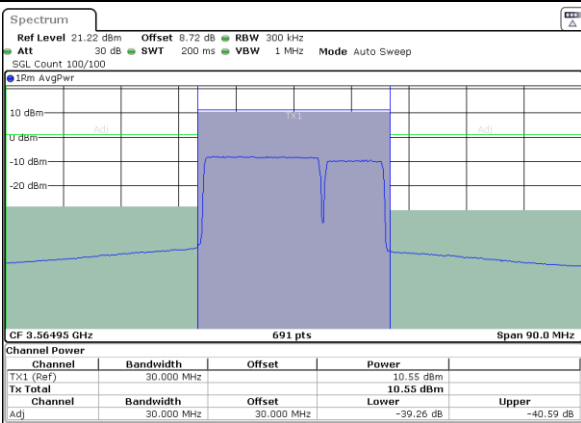 Spectrum
Ref Level 21.22 dBm Offset 8.72 dB RBW 300 kHz
Att 30 dB SWT 200 ms VBW 1 MHz Mode Auto Sweep
SGL Count 100/100
1Rm AvgPwr
10 dBm
TX1
Adj
Adj
0 dBm
-10 dBm
-20 dBm
CF 3.56495 GHz 691 pts Span 90.0 MHz
Channel Power
Channel Bandwidth Offset Power
TX1 (Ref) 30.000 MHz 10.55 dBm
Tx Total 10.55 dBm
Channel Bandwidth Offset Lower Upper
Adj 30.000 MHz 30.000 MHz -39.26 dB -40.59 dB